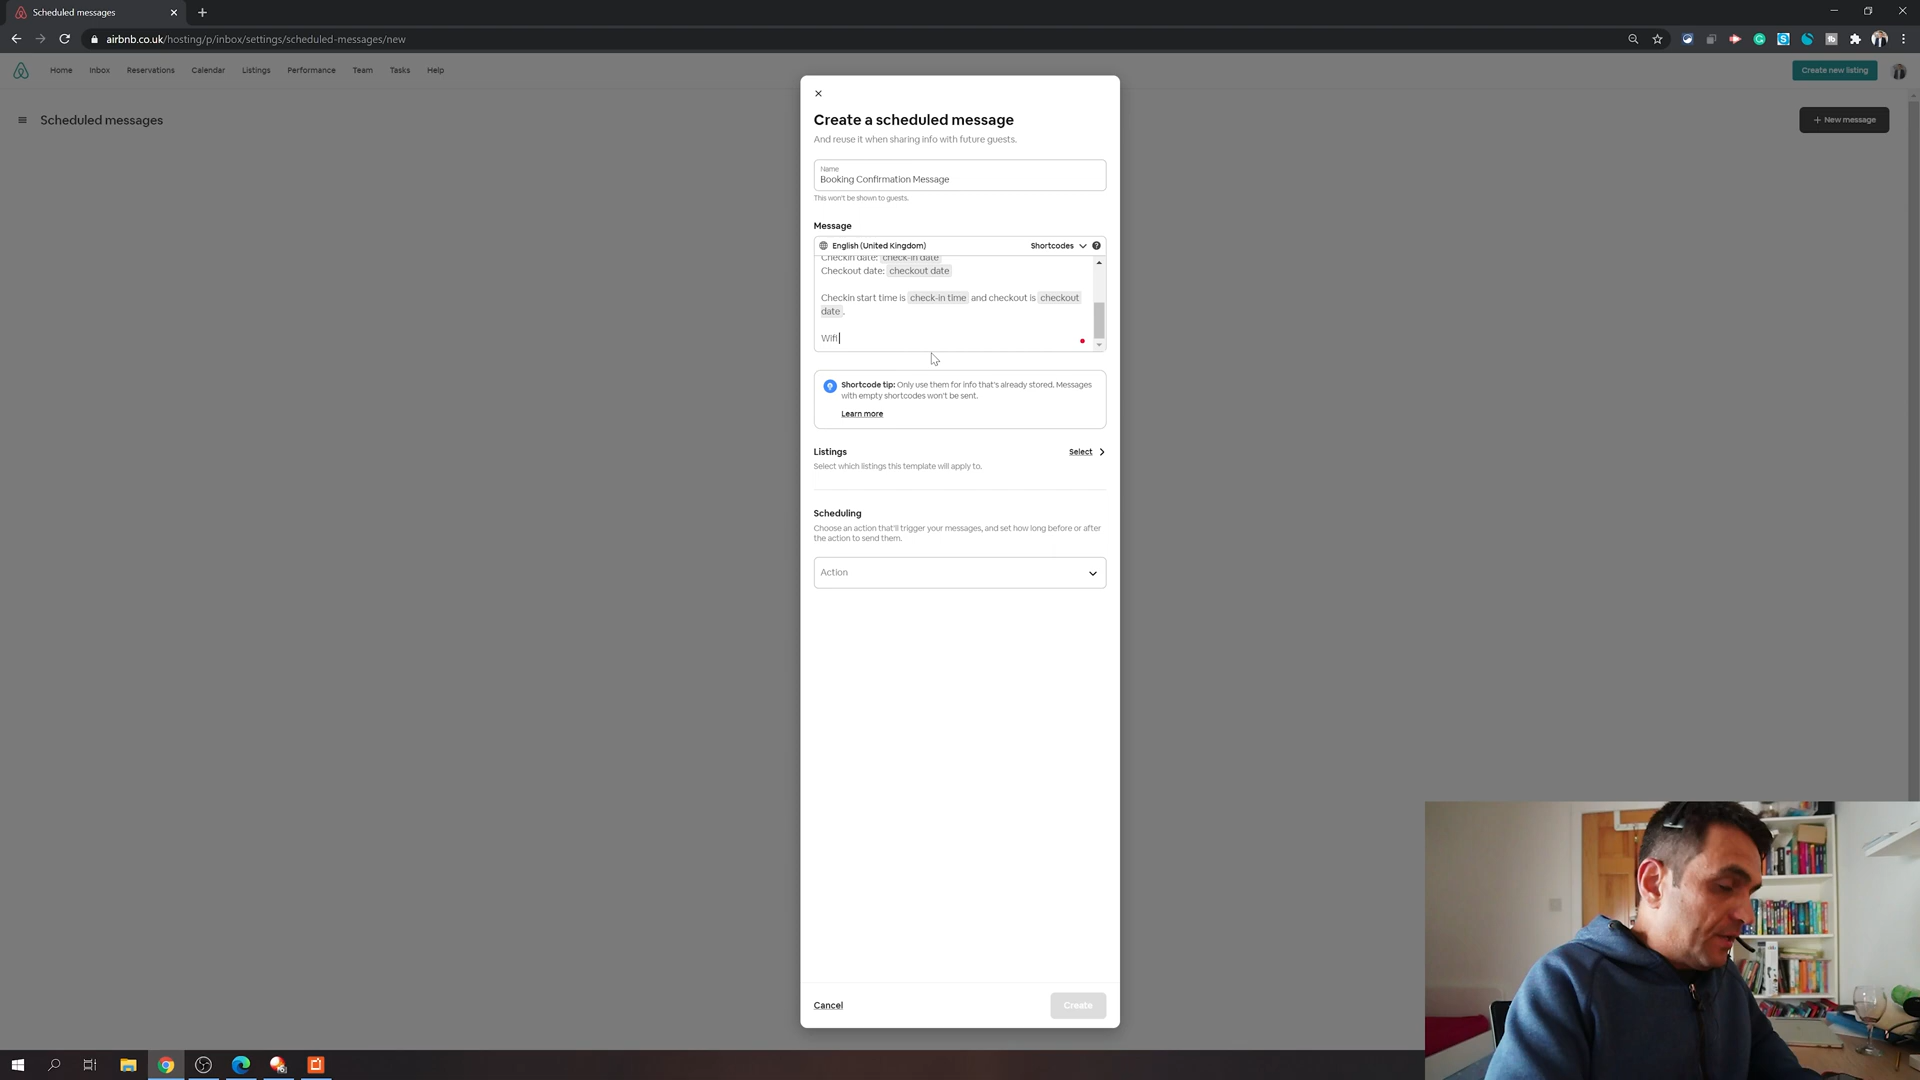 Scheduled messages
airbnb.co.uk/hosting/p/inbox/settings/scheduled-messages/new
Home Inbox Reservations Calendar Listings Performance Team Tasks Help
Create new listing
Scheduled messages
+ New message
Create a scheduled message
And reuse it when sharing info with future guests.
Name
Booking Confirmation Message
This won't be shown to guests.
Message
English (United Kingdom) Shortcodes
Checkin date: check-in date
Checkout date: checkout date
Checkin start time is check-in time and checkout is checkout
date .
Wifi
Shortcode tip: Only use them for info that's already stored. Messages
with empty shortcodes won't be sent.
Learn more
Listings Select
Select which listings this template will apply to.
Scheduling
Choose an action that'll trigger your messages, and set how long before or after
the action to send them.
Action
Cancel Create